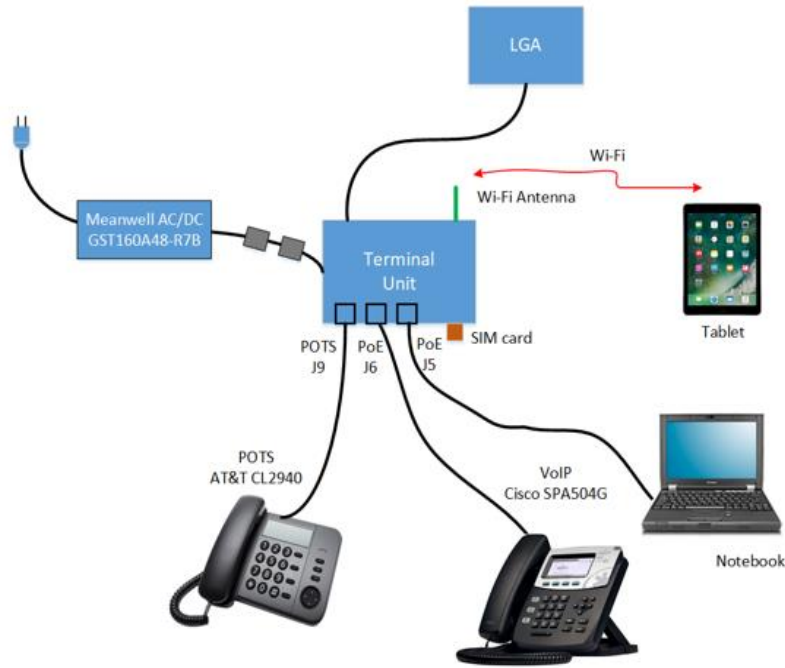 LGA
Wi-Fi
Wi-Fi Antenna
Meanwell AC/DC
GST160A48-R7B
Terminal
Unit
Tablet
SIM card
POTS
J9
PoE
J6
PoE
J5
POTS
AT&T CL2940
VoIP
Cisco SPA504G
Notebook